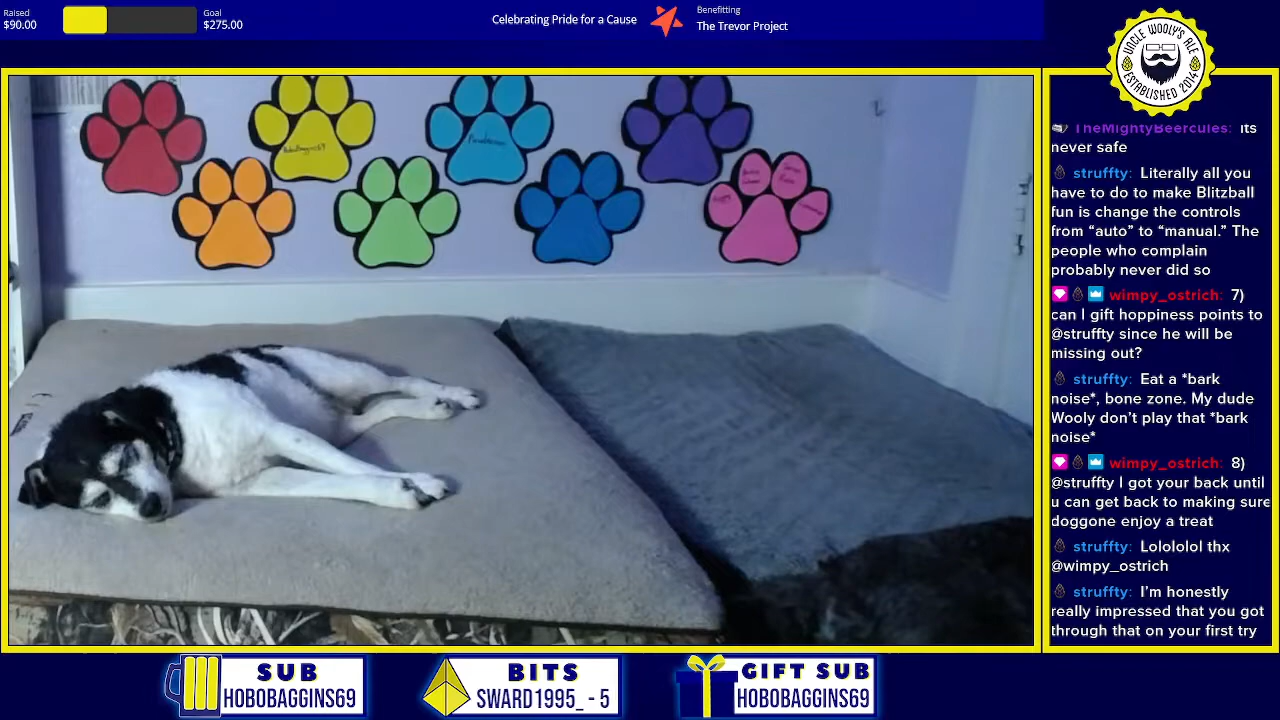 Raised
$90.00
Goal
$275.00
Celebrating Pride for a Cause
Benefitting
The Trevor Project
UNCLE WOOLY'S ALE
ESTABLISHED 2014
HoboBaggins69
TheMightyBeercules: Its
never safe
struffty: Literally all you
have to do to make Blitzball
fun is change the controls
from “auto” to “manual.” The
people who complain
probably never did so
wimpy_ostrich: 7)
can I gift hoppiness points to
@struffty since he will be
missing out?
struffty: Eat a *bark
noise*, bone zone. My dude
Wooly don’t play that *bark
noise*
wimpy_ostrich: 8)
@struffty I got your back until
u can get back to making sure
doggone enjoy a treat
struffty: Lolololol thx
@wimpy_ostrich
struffty: I’m honestly
really impressed that you got
through that on your first try
SUB
HOBOBAGGINS69
BITS
SWARD1995_ - 5
GIFT SUB
HOBOBAGGINS69